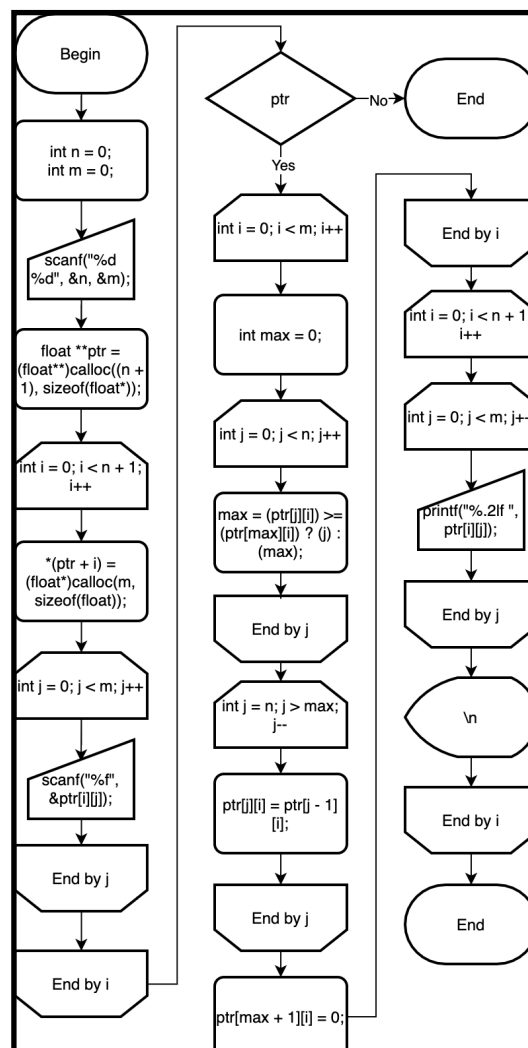 Begin
int n = 0;
int m = 0;
scanf("%d
%d", &n, &m);
float **ptr =
(float**)calloc((n +
1), sizeof(float*));
int i = 0; i < n + 1;
i++
*(ptr + i) =
(float*)calloc(m,
sizeof(float));
int j = 0; j < m; j++
scanf("%f",
&ptr[i][j]);
End by j
End by i
ptr
No
End
Yes
int i = 0; i < m; i++
int max = 0;
int j = 0; j < n; j++
max = (ptr[j][i]) >=
(ptr[max][i]) ? (j) :
(max);
End by j
int j = n; j > max;
j--
ptr[j][i] = ptr[j - 1]
[i];
End by j
ptr[max + 1][i] = 0;
End by i
int i = 0; i < n + 1
i++
int j = 0; j < m; j+
printf("%.2lf ",
ptr[i][j]);
End by j
\n
End by i
End